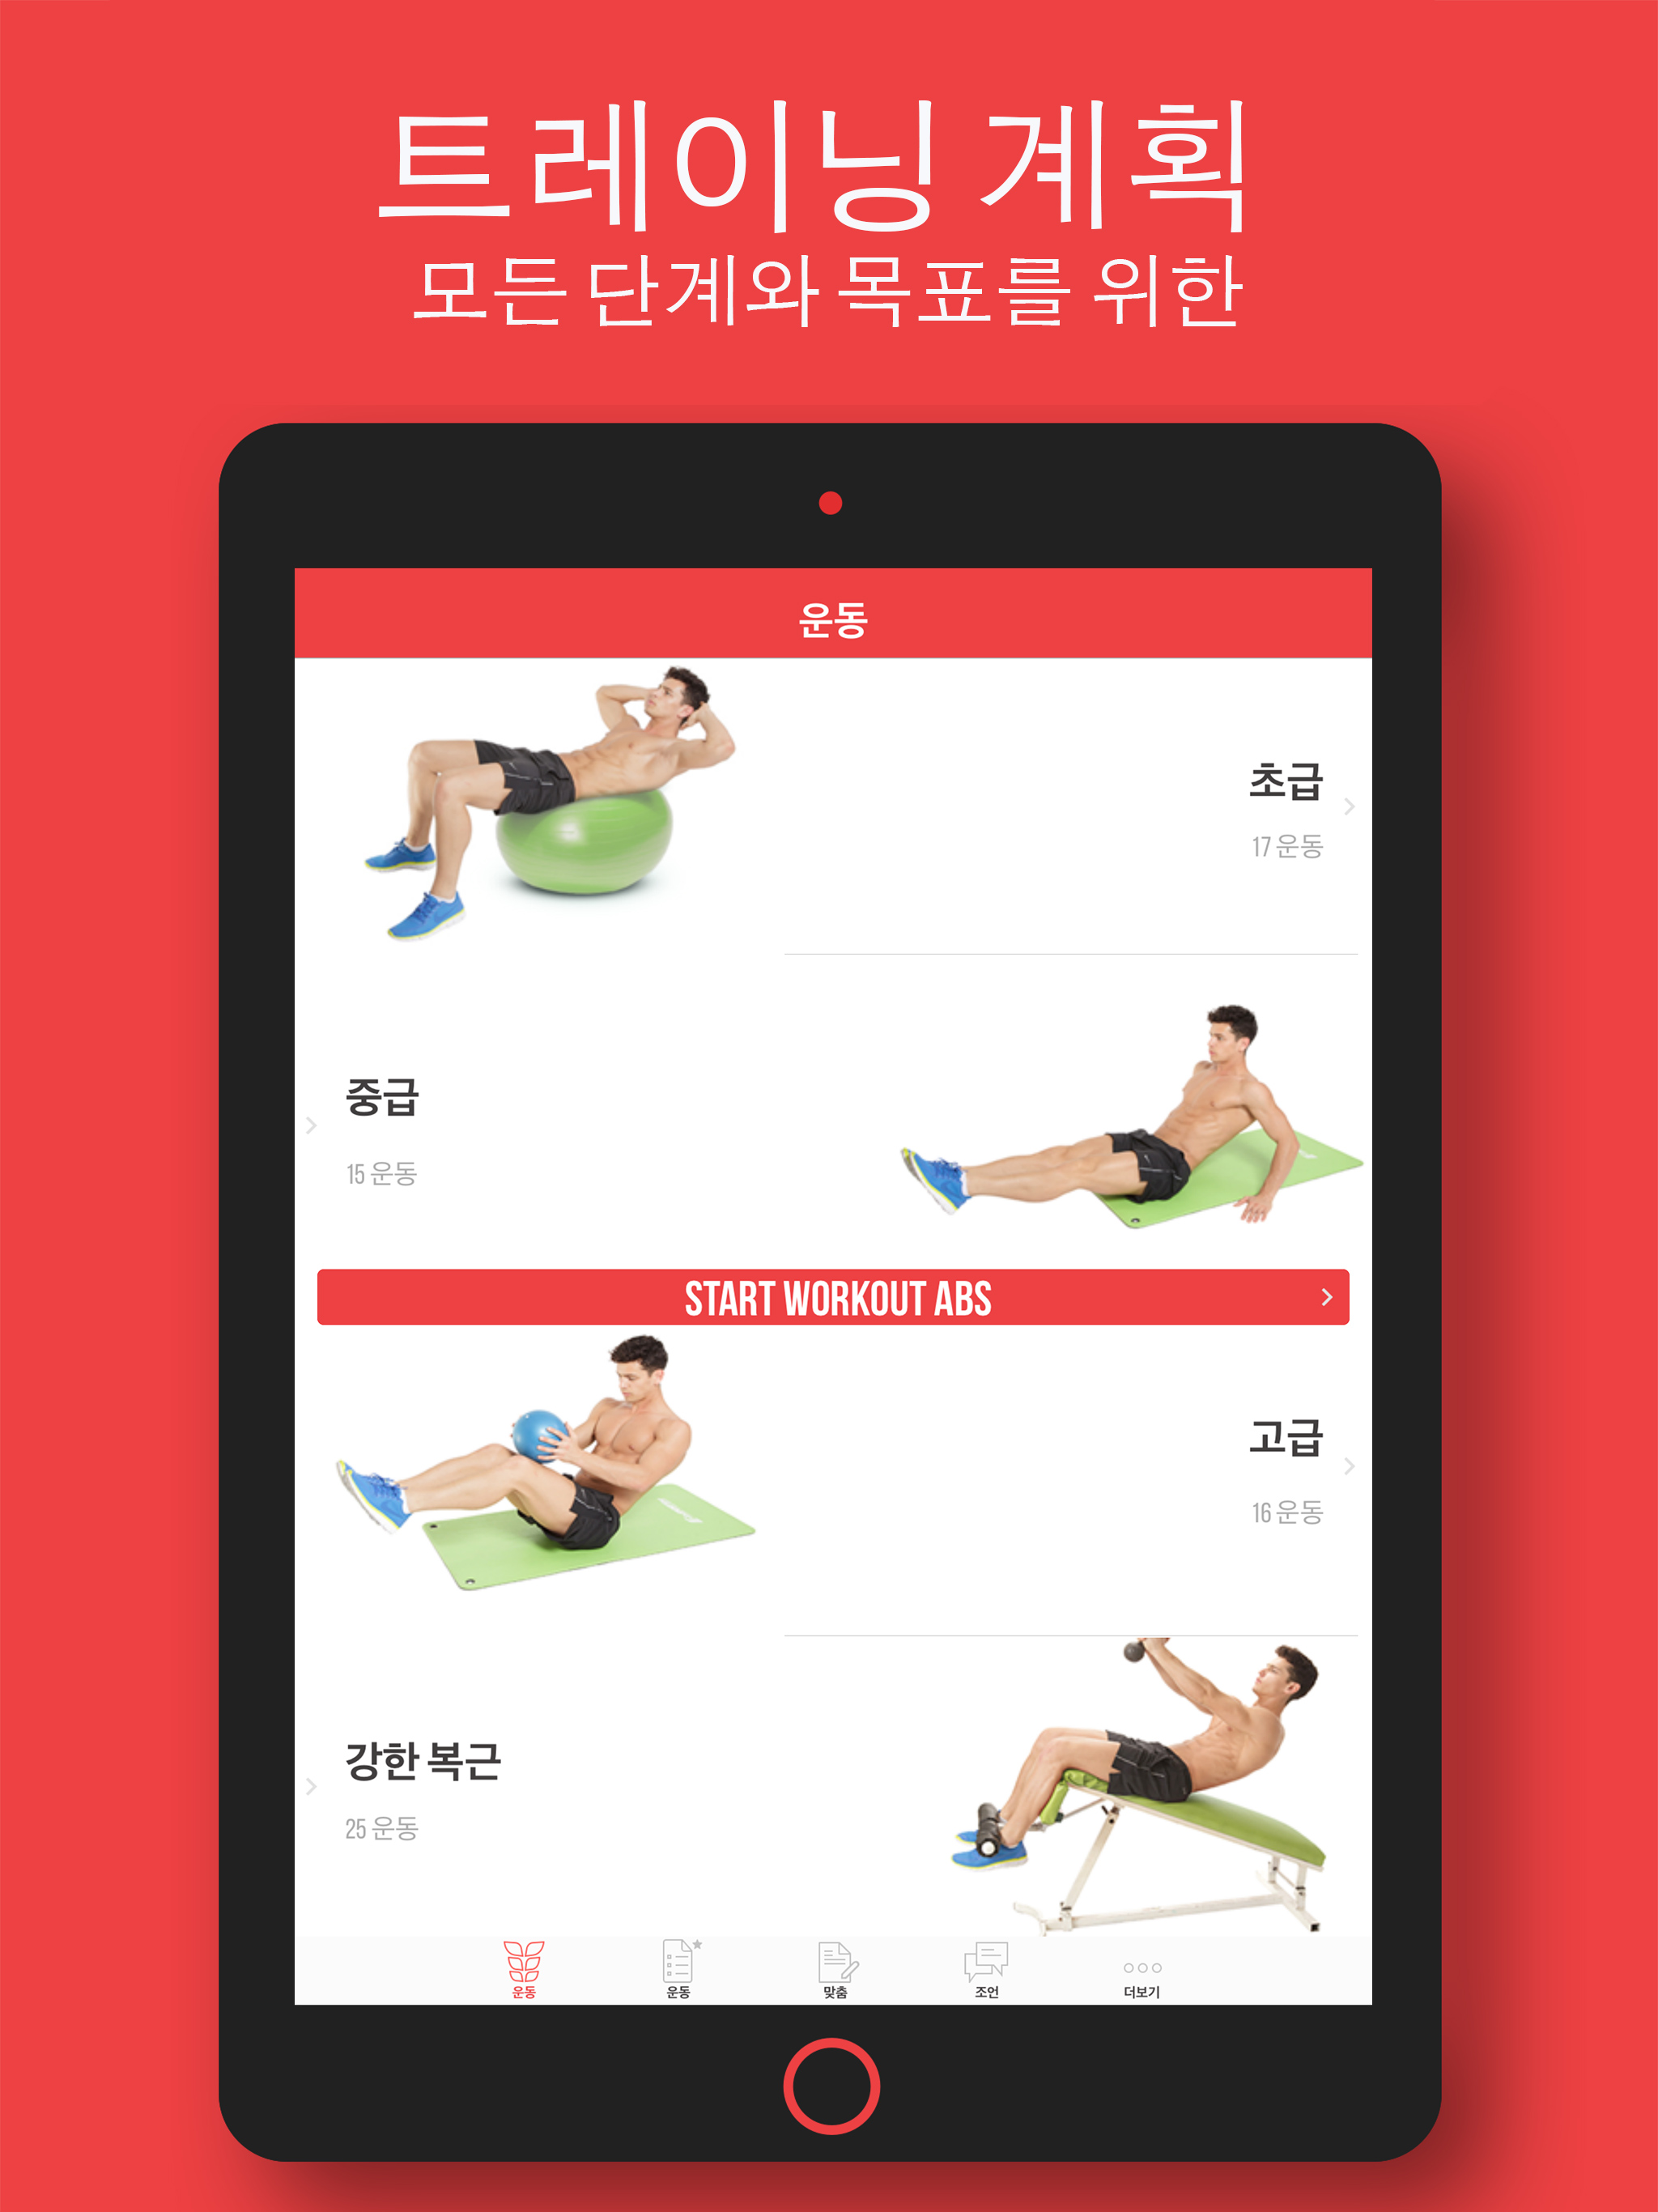 트레이닝 계획
모든 단계와 목표를 위한
운동
초급
17 운동
중급
15 운동
START WORKOUT ABS
고급
16 운동
강한 복근
25 운동
운동
운동
맞춤
조언
더보기